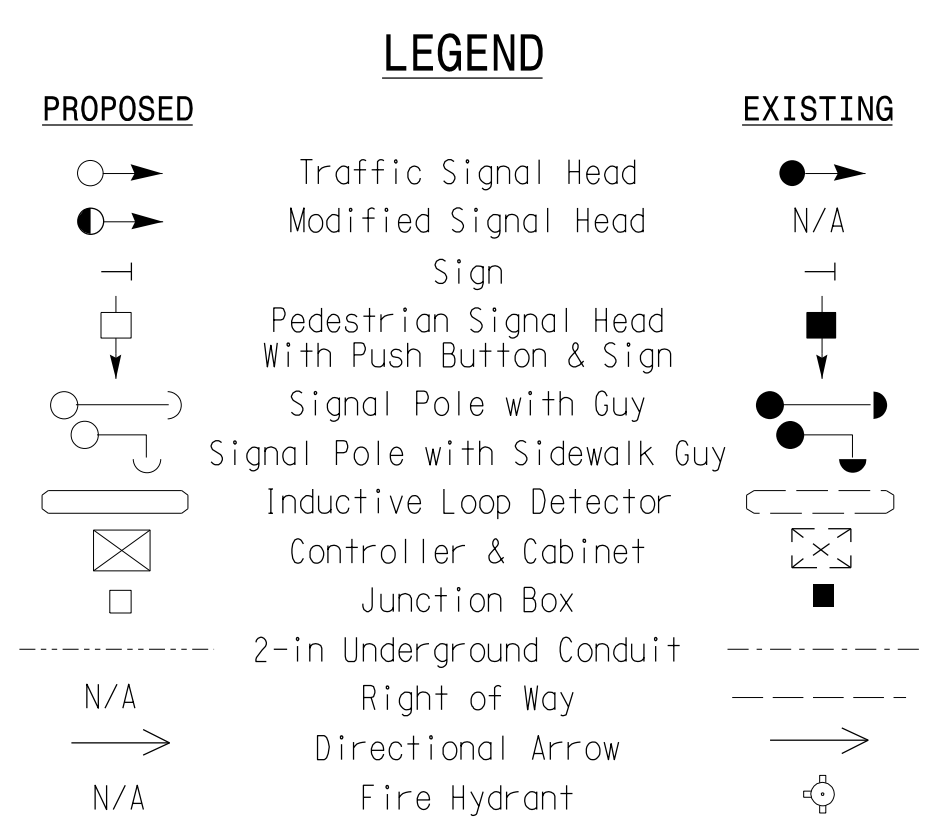 LEGEND
PROPOSED EXISTING
Traffic Signal Head
Modified Signal Head N/A
Sign
Pedestrian Signal Head
With Push Button & Sign
Signal Pole with Guy
Signal Pole with Sidewalk Guy
Inductive Loop Detector
Controller & Cabinet
Junction Box
2-in Underground Conduit
N/A Right of Way
Directional Arrow
N/A Fire Hydrant